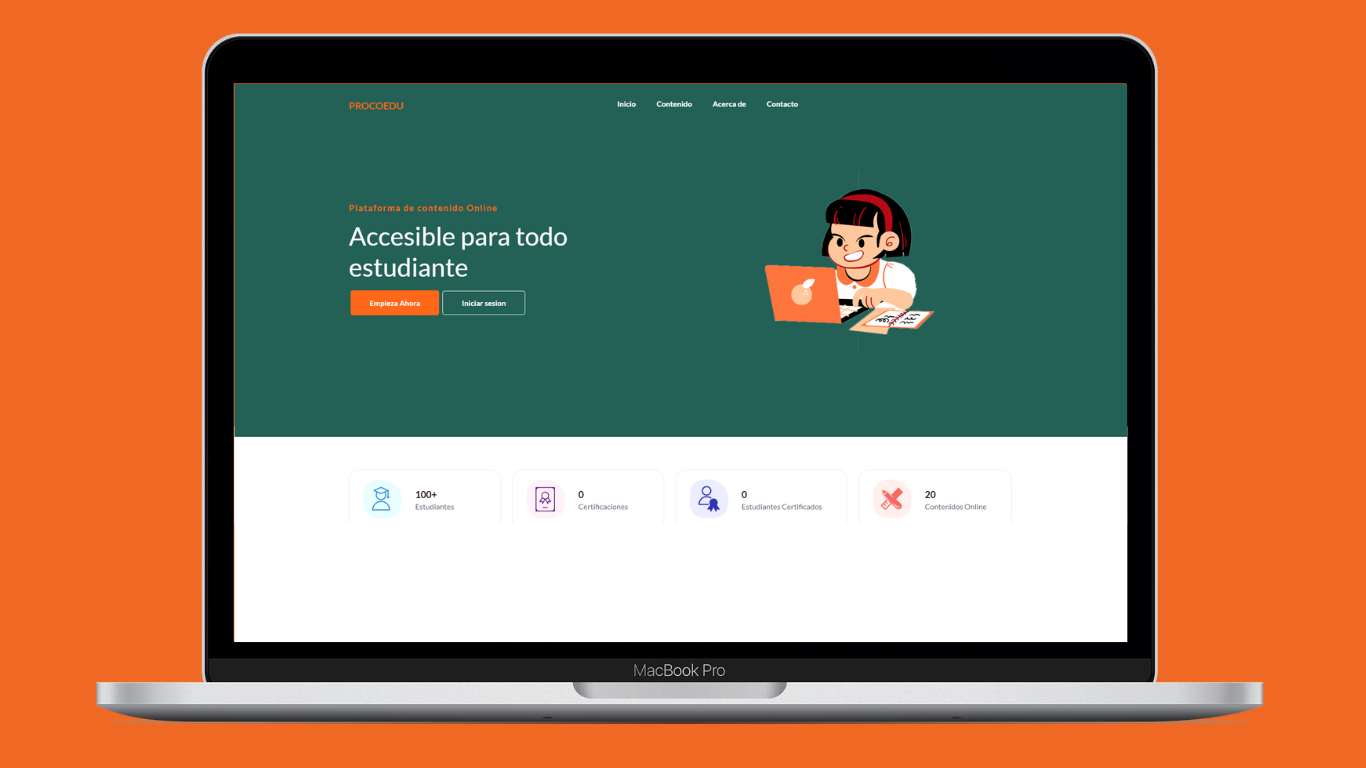 PROCOEDU
Inicio Contenido Acerca de Contacto
Plataforma de contenido Online
Accesible para todo
estudiante
Empieza Ahora Iniciar sesion
100+
Estudiantes
0
Certificaciones
0
Estudiantes Certificados
20
Contenidos Online
MacBook Pro